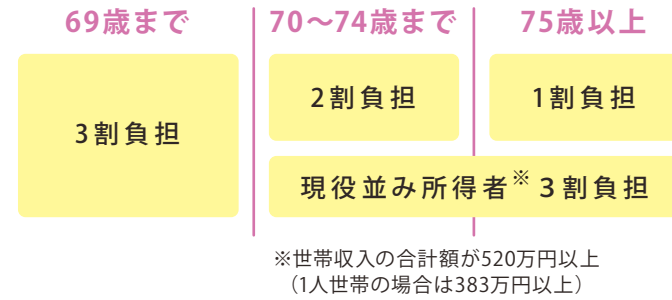 69歳まで
70～74歳まで
75歳以上
3割負担
2割負担
1割負担
現役並み所得者※3割負担
※世帯収入の合計額が520万円以上
（1人世帯の場合は383万円以上）